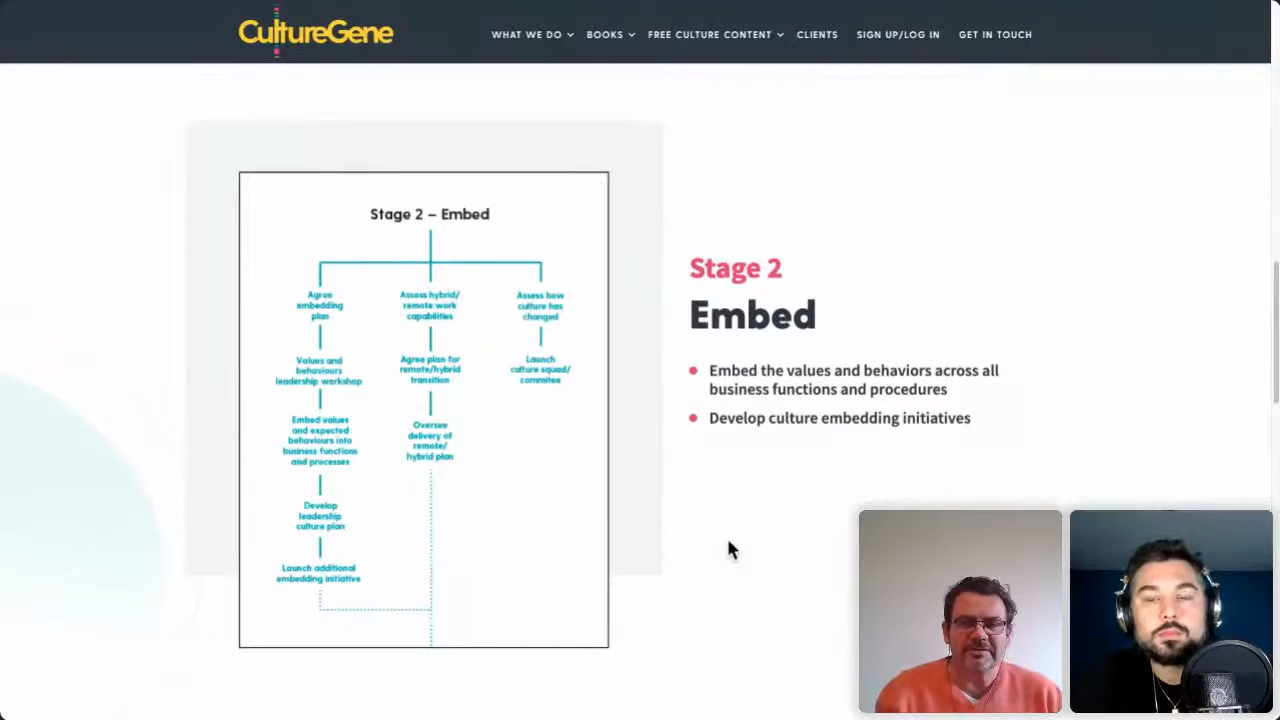 CultureGene
WHAT WE DO
BOOKS
FREE CULTURE CONTENT
CLIENTS
SIGN UP/LOG IN
GET IN TOUCH
Stage 2 – Embed
Agree
embedding
plan
Values and
behaviours
leadership workshop
Embed values
and expected
behaviours into
business functions
and processes
Develop
leadership
culture plan
Launch additional
embedding initiative
Assess hybrid/
remote work
capabilities
Agree plan for
remote/hybrid
transition
Oversee
delivery of
remote/
hybrid plan
Assess how
culture has
changed
Launch
culture squad/
commitee
Stage 2
Embed
Embed the values and behaviors across all
business functions and procedures
Develop culture embedding initiatives